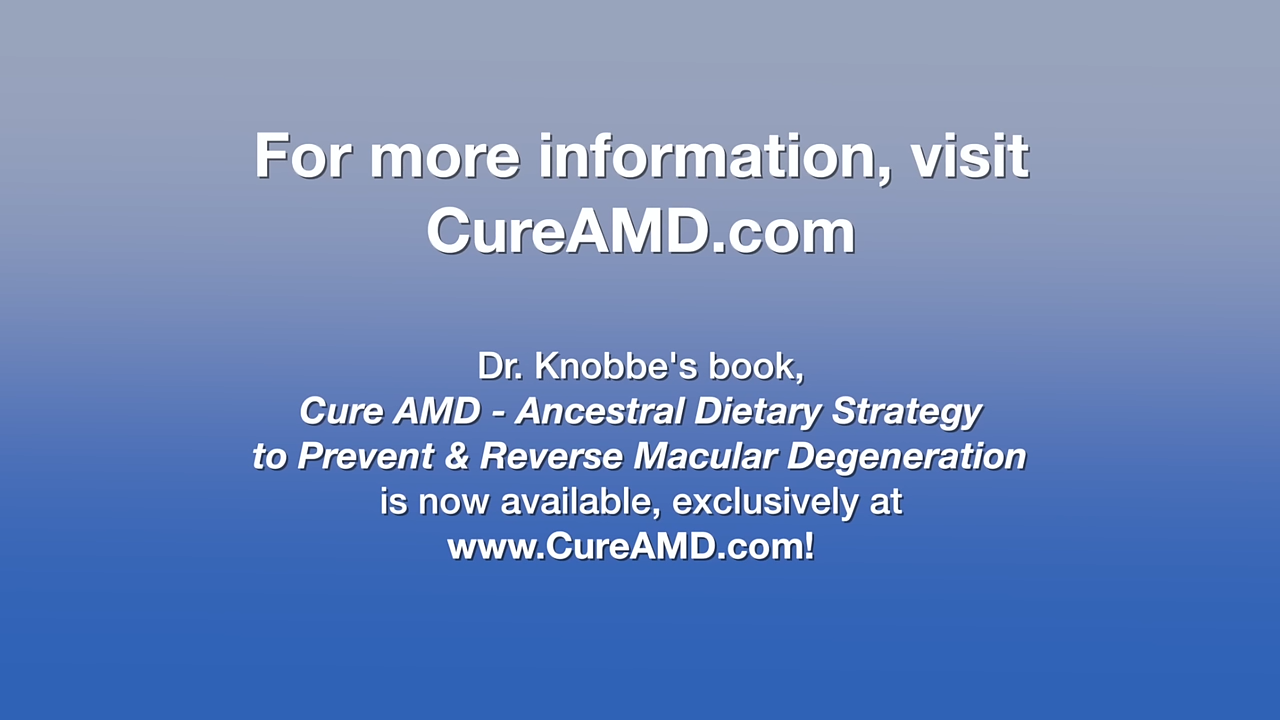 For more information, visit
CureAMD.com
Dr. Knobbe's book,
Cure AMD - Ancestral Dietary Strategy
to Prevent & Reverse Macular Degeneration
is now available, exclusively at
www.CureAMD.com!